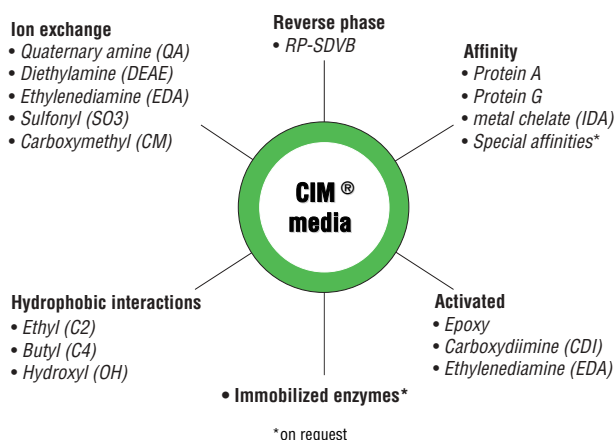 Ion exchange
• Quaternary amine (QA)
• Diethylamine (DEAE)
• Ethylenediamine (EDA)
• Sulfonyl (SO3)
• Carboxymethyl (CM)
Reverse phase
• RP-SDVB
Affinity
• Protein A
• Protein G
• metal chelate (IDA)
• Special affinities*
CIM ®
media
Hydrophobic interactions
• Ethyl (C2)
• Butyl (C4)
• Hydroxyl (OH)
• Immobilized enzymes*
Activated
• Epoxy
• Carboxydiimine (CDI)
• Ethylenediamine (EDA)
*on request